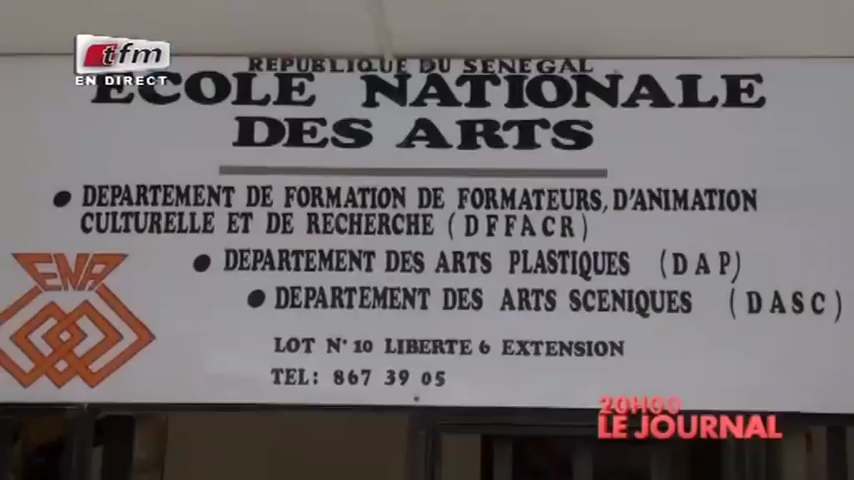 tfm
EN DIRECT
REPUBLIQUE DU SENEGAL
ECOLE NATIONALE
DES ARTS
• DEPARTEMENT DE FORMATION DE FORMATEURS, D'ANIMATION
CULTURELLE ET DE RECHERCHE (DFFACR)
• DEPARTEMENT DES ARTS PLASTIQUES (DAP)
• DEPARTEMENT DES ARTS SCENIQUES (DASC)
ENA
LOT N° 10 LIBERTE 6 EXTENSION
TEL: 867 39 05
20H00
LE JOURNAL